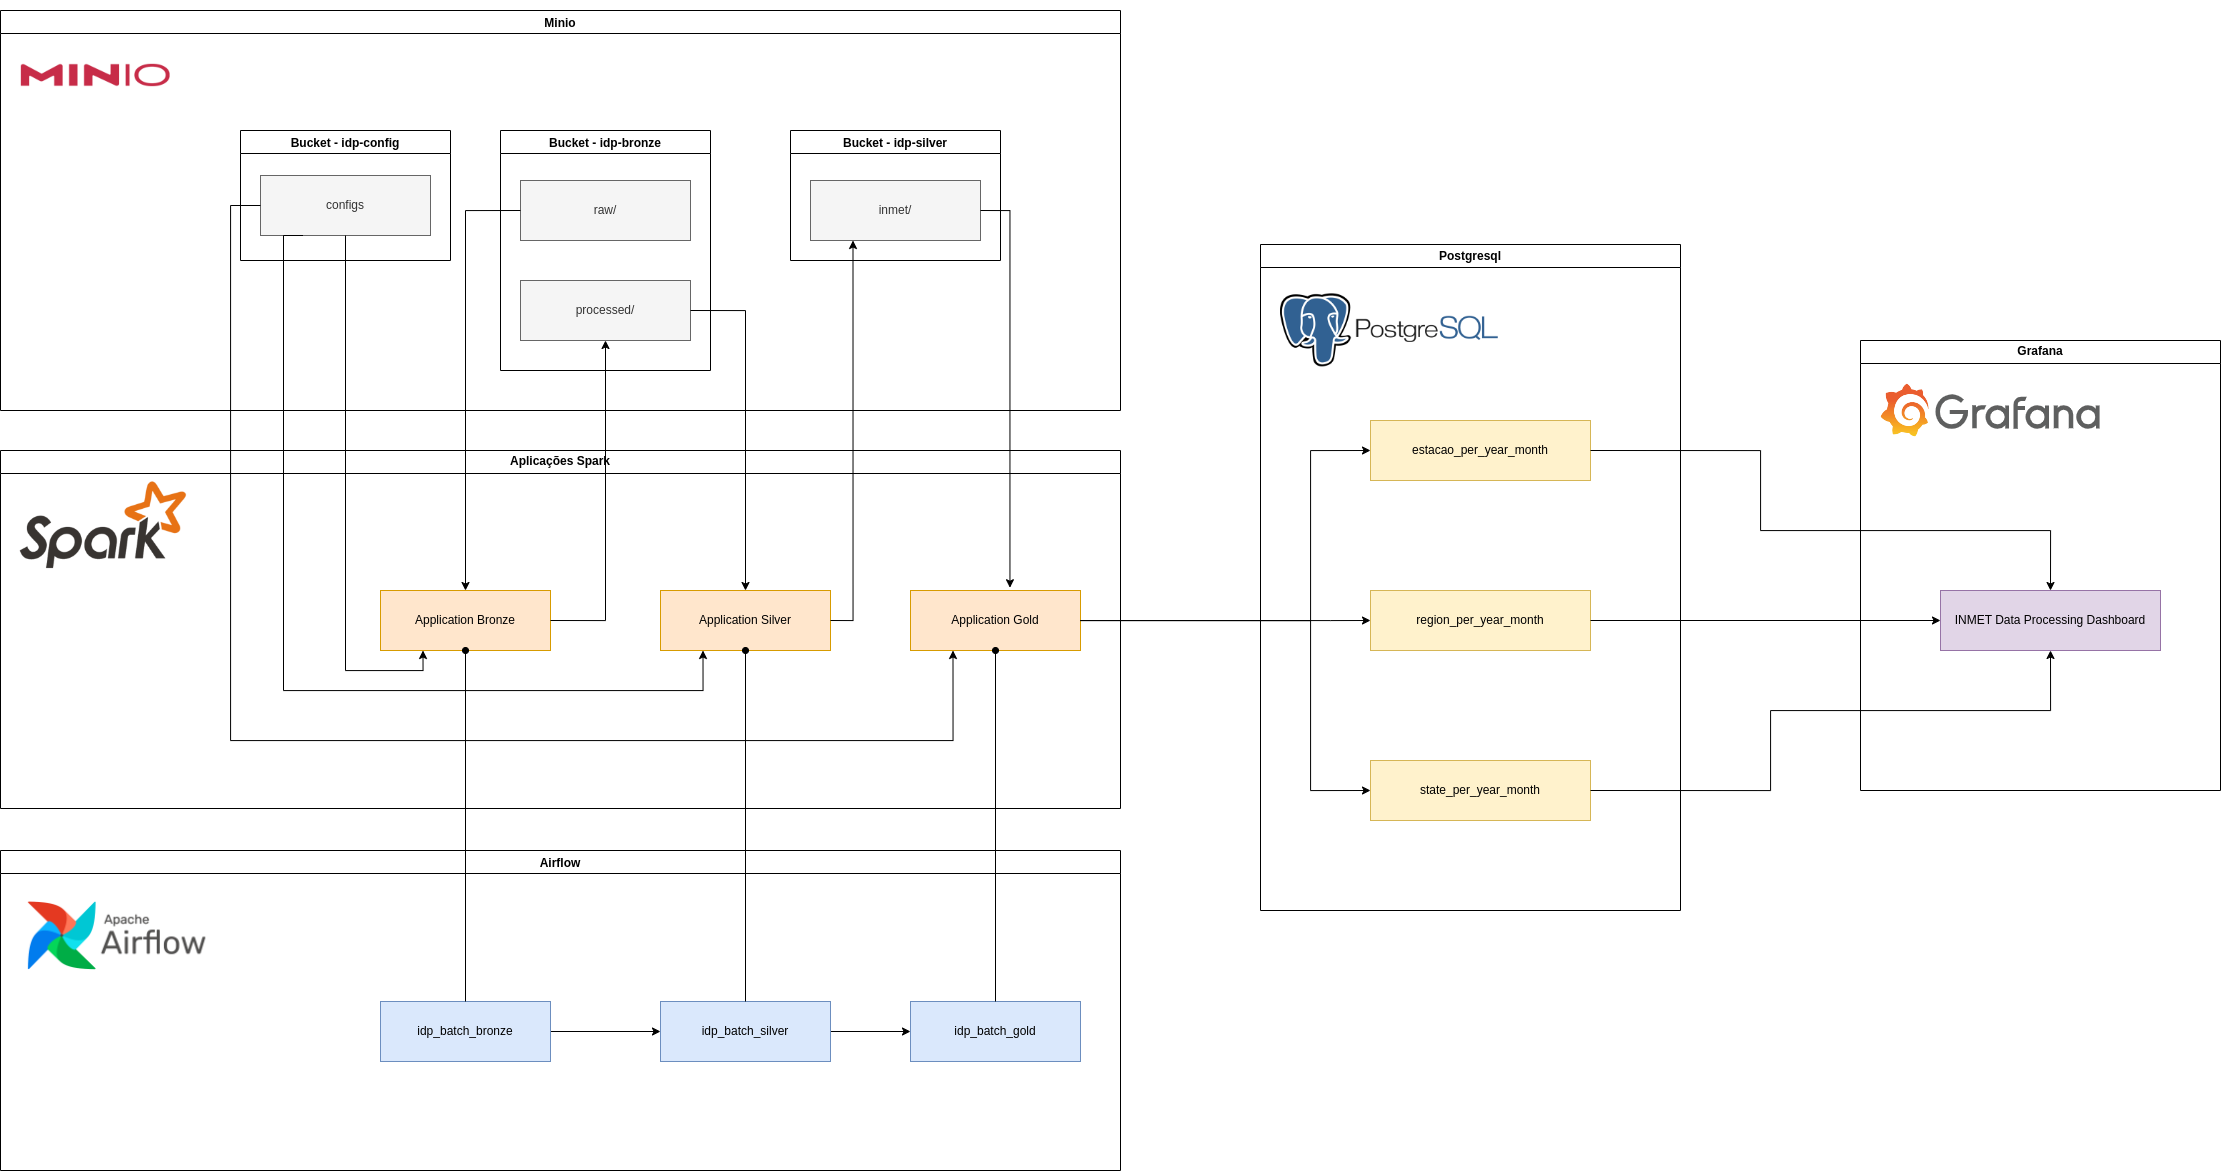 Minio
MINIO
Bucket - idp-config
configs
Bucket - idp-bronze
raw/
processed/
Bucket - idp-silver
inmet/
Aplicações Spark
Spark
Application Bronze
Application Silver
Application Gold
Airflow
Apache
Airflow
idp_batch_bronze
idp_batch_silver
idp_batch_gold
Postgresql
PostgreSQL
estacao_per_year_month
region_per_year_month
state_per_year_month
Grafana
Grafana
INMET Data Processing Dashboard